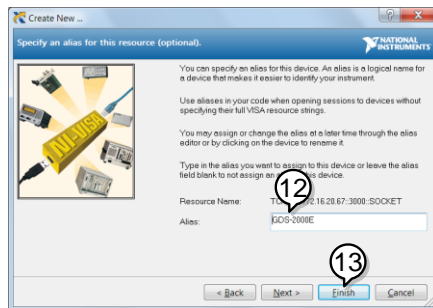 Create New ...
Specify an alias for this resource (optional).
NATIONAL
INSTRUMENTS
You can specify an alias for this device. An alias is a logical name for
a device that makes it easier to identify your instrument.
Use aliases in your code when opening sessions to devices without
specifying their full VISA resource strings.
You may assign or change the alias at a later time through the alias
editor or by clicking on the device to rename it.
Type in the alias you want to assign to this device or leave the alias
field blank to not assign an this device.
NI-VISA
12
Resource Name: 2.16.20.67::3000::SOCKET
Alias: GDS-2000E
13
< Back Next > Finish Cancel